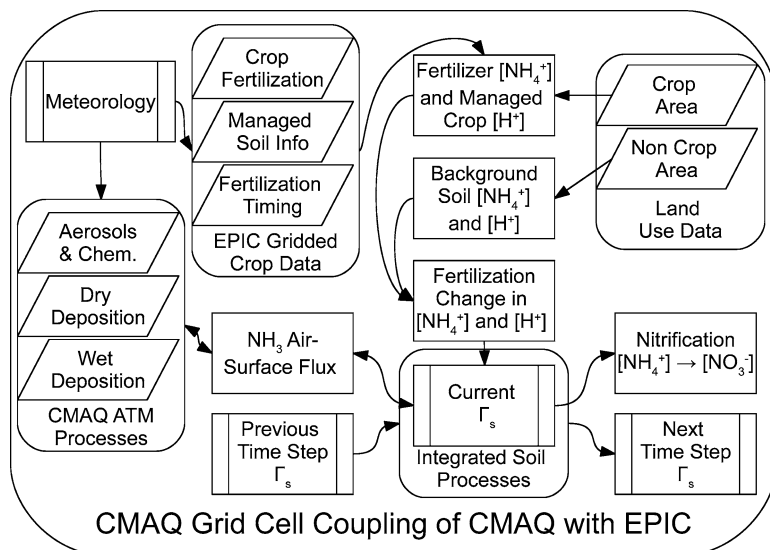 Meteorology
Crop
Fertilization
Managed
Soil Info
Fertilization
Timing
EPIC Gridded
Crop Data
Fertilizer [NH₄⁺]
and Managed
Crop [H⁺]
Crop
Area
Non Crop
Area
Land
Use Data
Background
Soil [NH₄⁺]
and [H⁺]
Aerosols
& Chem.
Dry
Deposition
Wet
Deposition
CMAQ ATM
Processes
Fertilization
Change in
[NH₄⁺] and [H⁺]
NH₃ Air-
Surface Flux
Current
Γₛ
Integrated Soil
Processes
Nitrification
[NH₄⁺] → [NO₃⁻]
Previous
Time Step
Γₛ
Next
Time Step
Γₛ
CMAQ Grid Cell Coupling of CMAQ with EPIC